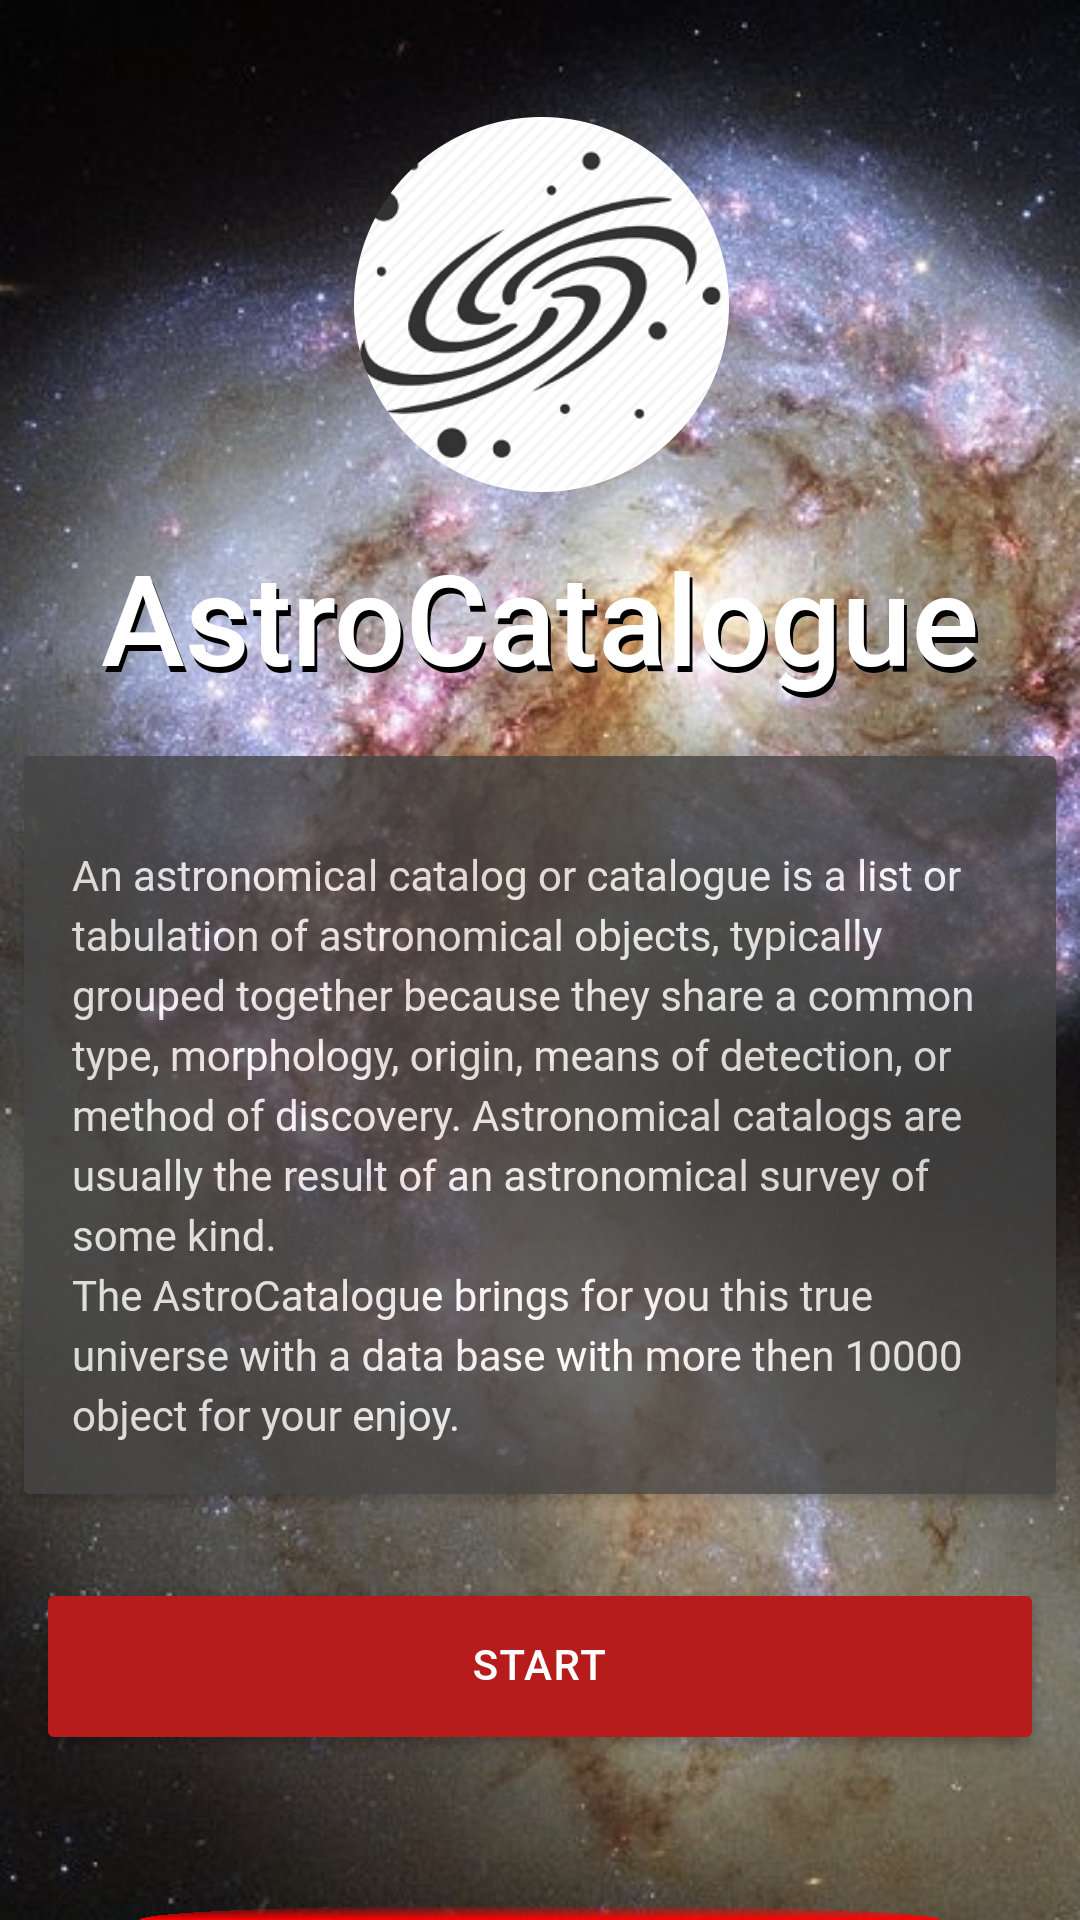 AstroCatalogue
An astronomical catalog or catalogue is a list or
tabulation of astronomical objects, typically
grouped together because they share a common
type, morphology, origin, means of detection, or
method of discovery. Astronomical catalogs are
usually the result of an astronomical survey of
some kind.
The AstroCatalogue brings for you this true
universe with a data base with more then 10000
object for your enjoy.
START